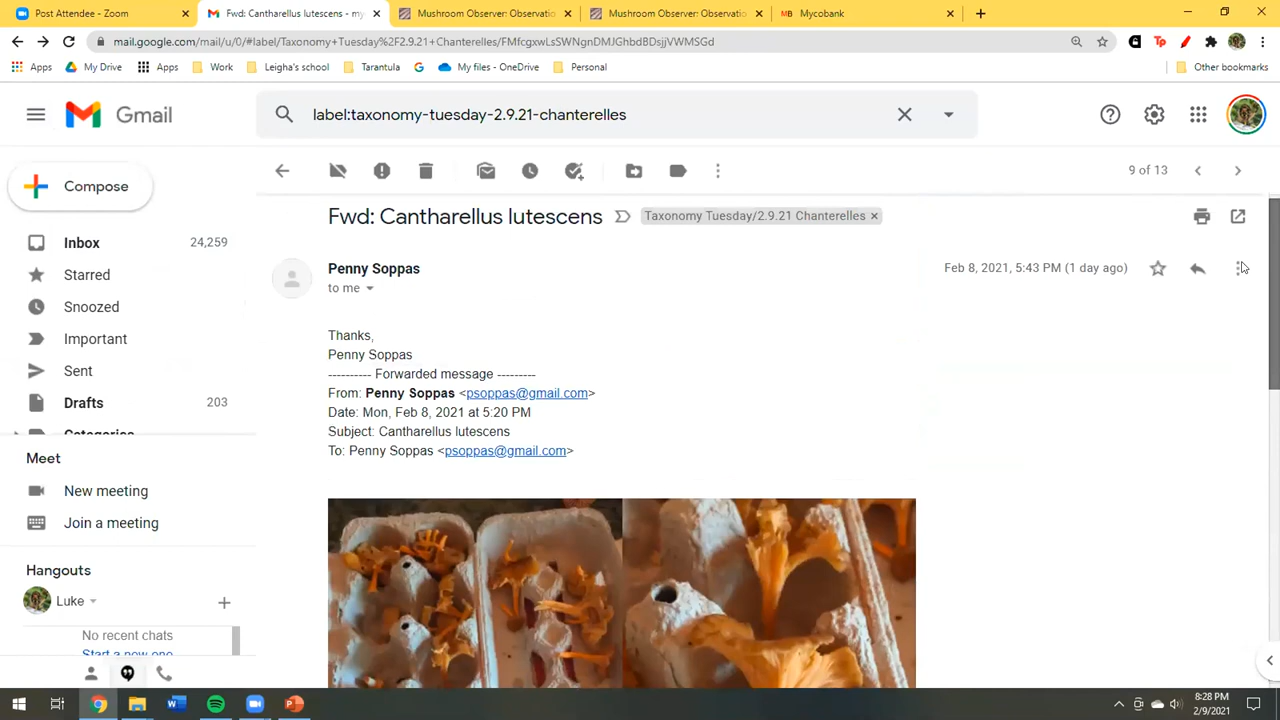 Post Attendee - Zoom
Fwd: Cantharellus lutescens - my
Mushroom Observer: Observatio
Mushroom Observer: Observatio
MB Mycobank
mail.google.com/mail/u/0/#label/Taxonomy+Tuesday%2F2.9.21+Chanterelles/FMfcgxwLsSWNgnDMJGhbdBDsjjVWMSGd
Tp
Apps
My Drive
Apps
Work
Leigha's school
Tarantula
My files - OneDrive
Personal
Other bookmarks
Gmail
label:taxonomy-tuesday-2.9.21-chanterelles
Compose
9 of 13
Fwd: Cantharellus lutescens
Taxonomy Tuesday/2.9.21 Chanterelles ×
Inbox 24,259
Starred
Snoozed
Important
Sent
Drafts 203
Categories
Penny Soppas
to me
Feb 8, 2021, 5:43 PM (1 day ago)
Thanks,
Penny Soppas
---------- Forwarded message ---------
From: Penny Soppas <psoppas@gmail.com>
Date: Mon, Feb 8, 2021 at 5:20 PM
Subject: Cantharellus lutescens
To: Penny Soppas <psoppas@gmail.com>
Meet
New meeting
Join a meeting
Hangouts
Luke
No recent chats
Start a new one
8:28 PM
2/9/2021